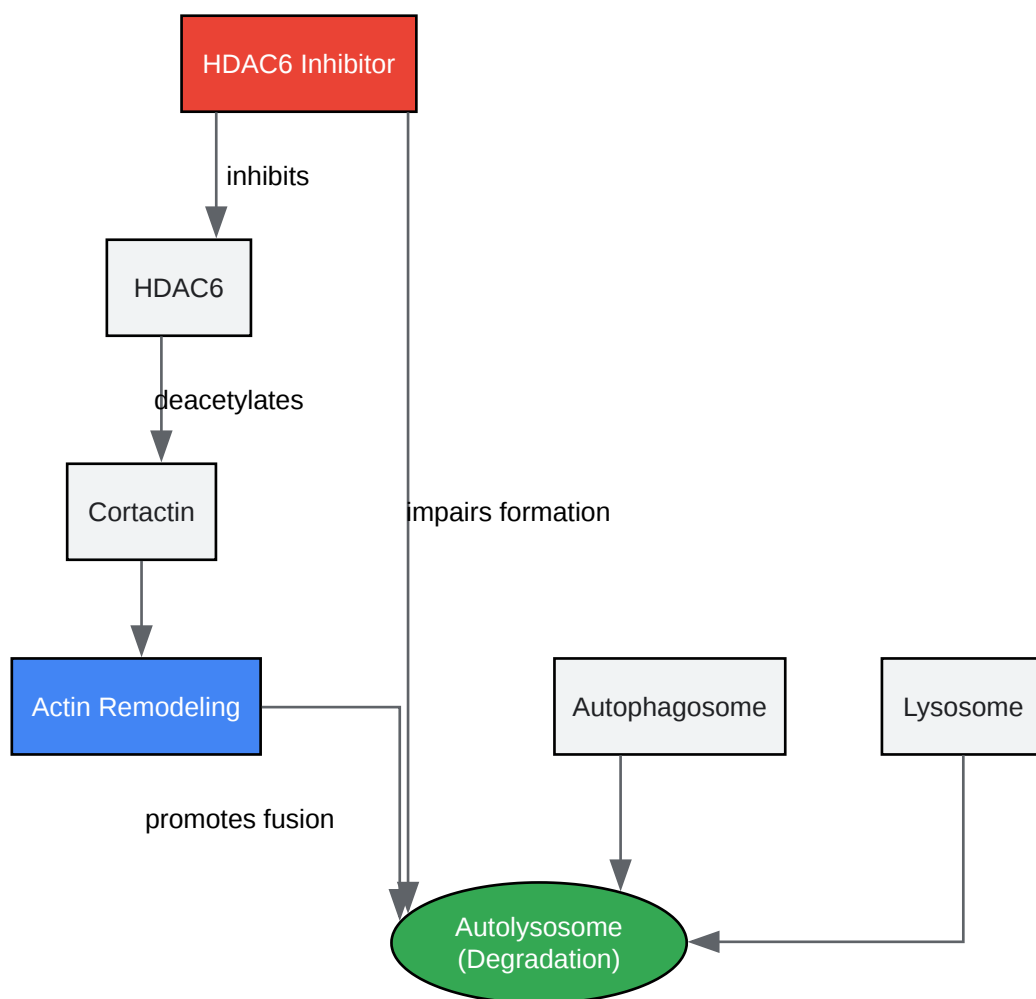 HDAC6 Inhibitor
inhibits
HDAC6
deacetylates
Cortactin
impairs formation
Actin Remodeling
Autophagosome
Lysosome
promotes fusion
Autolysosome
(Degradation)